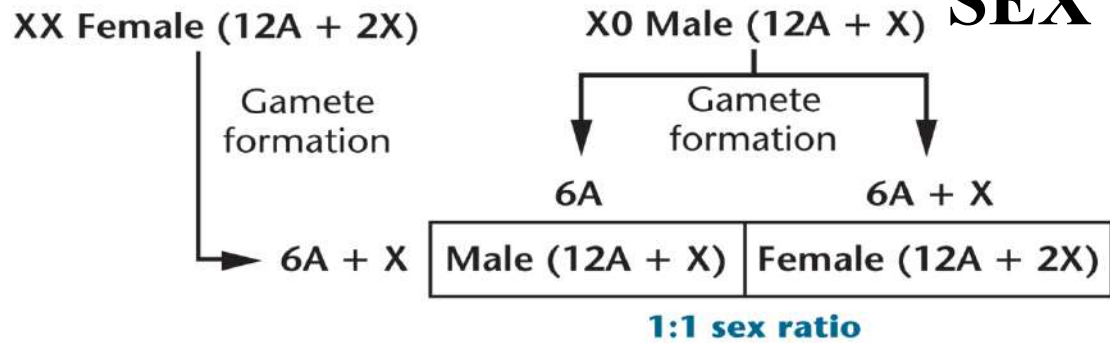 XX Female (12A + 2X)
X0 Male (12A + X)
SEX
Gamete
formation
Gamete
formation
6A
6A + X
6A + X
Male (12A + X)
Female (12A + 2X)
1:1 sex ratio